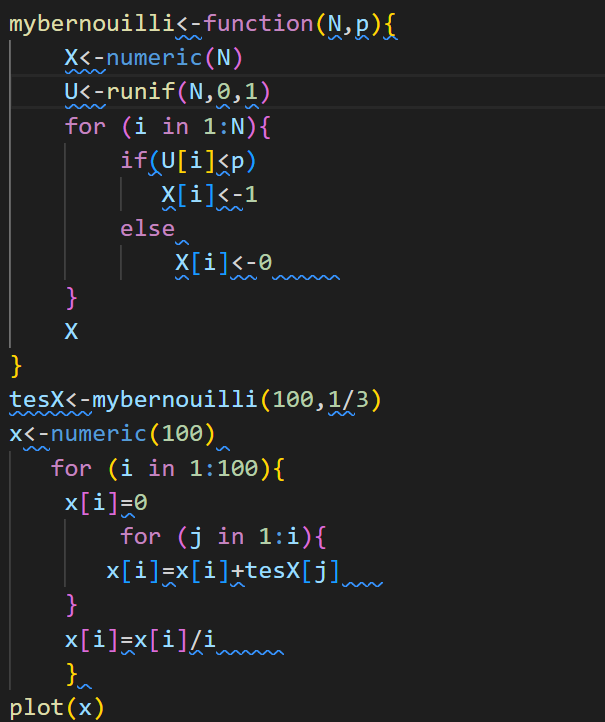 mybernouilli<-function(N,p){
    X<-numeric(N)
    U<-runif(N,0,1)
    for (i in 1:N){
        if(U[i]<p)
           X[i]<-1
        else
            X[i]<-0
    }
    X
}
tesX<-mybernouilli(100,1/3)
x<-numeric(100)
   for (i in 1:100){
    x[i]=0
        for (j in 1:i){
       x[i]=x[i]+tesX[j]
    }
    x[i]=x[i]/i
    }
plot(x)